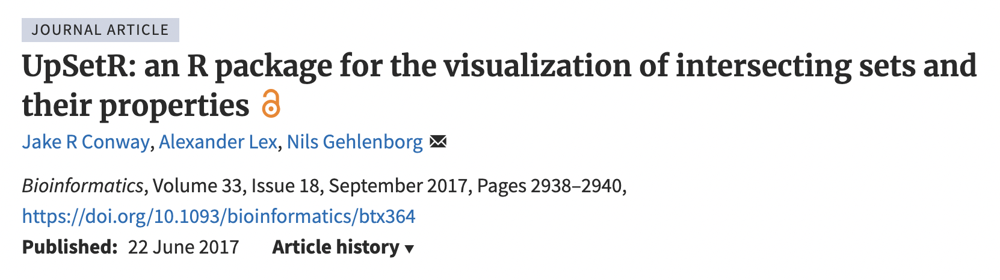 JOURNAL ARTICLE
UpSetR: an R package for the visualization of intersecting sets and
their properties
Jake R Conway, Alexander Lex, Nils Gehlenborg
Bioinformatics, Volume 33, Issue 18, September 2017, Pages 2938–2940,
https://doi.org/10.1093/bioinformatics/btx364
Published: 22 June 2017 Article history ▼